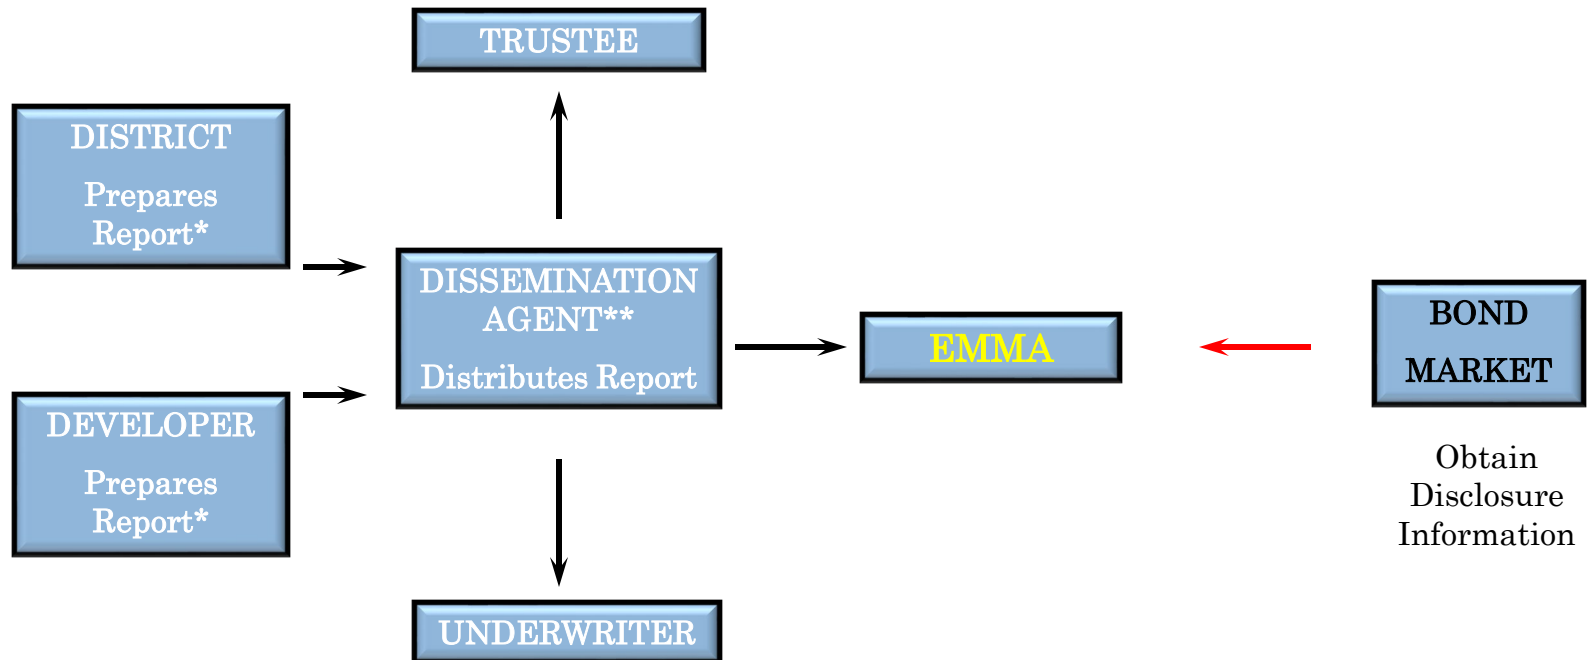 TRUSTEE
DISTRICT
Prepares
Report*
DISSEMINATION
AGENT**
Distributes Report
EMMA
BOND
MARKET
Obtain
Disclosure
Information
DEVELOPER
Prepares
Report*
UNDERWRITER